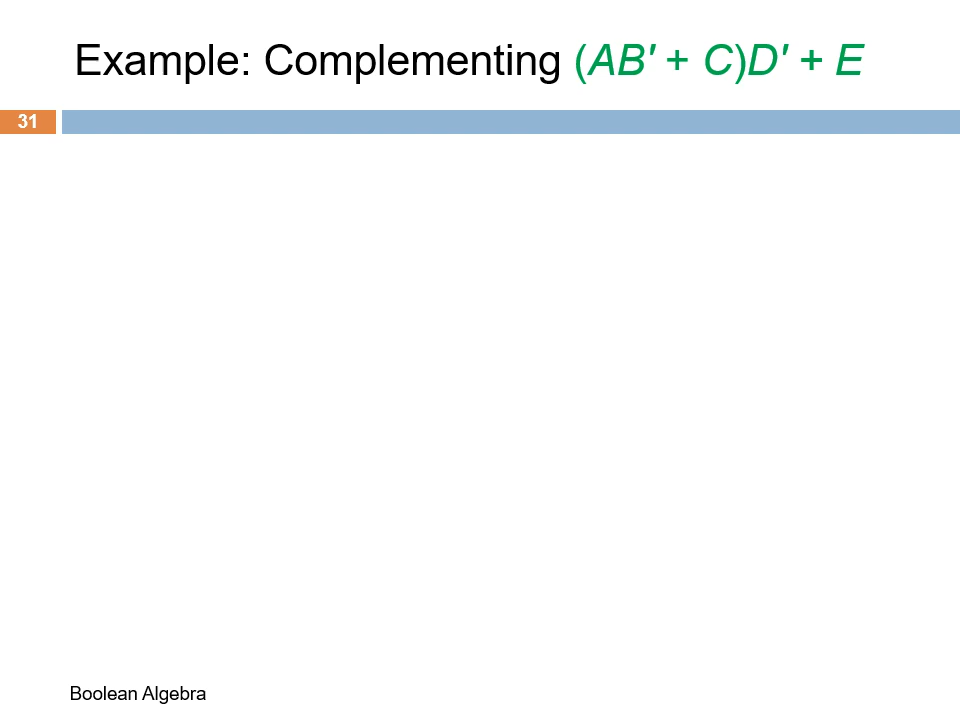 Example: Complementing (AB′ + C)D′ + E
31
Boolean Algebra